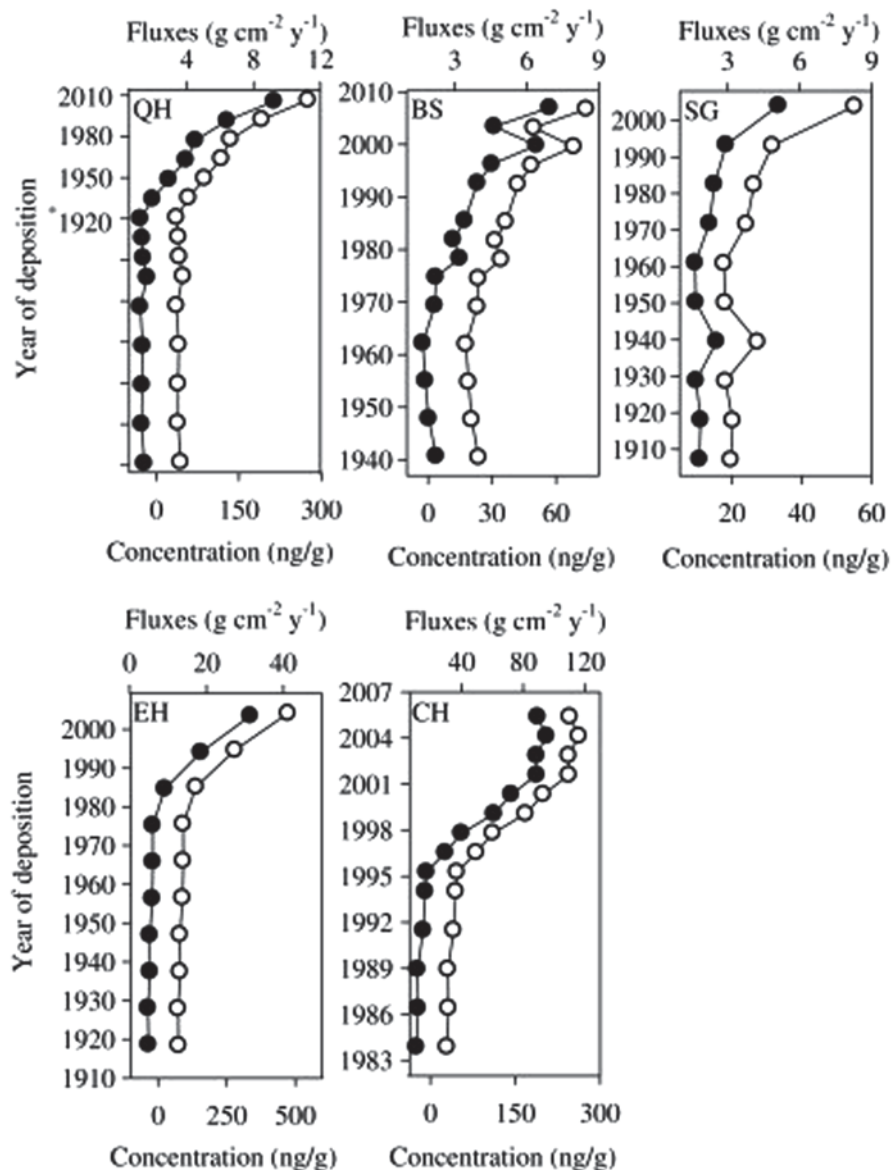 Fluxes (g cm-2 y-1)
4 8 12
QH
2010
1980
1950
1920
Year of deposition
0 150 300
Concentration (ng/g)
Fluxes (g cm-2 y-1)
3 6 9
BS
2010
2000
1990
1980
1970
1960
1950
1940
0 30 60
Concentration (ng/g)
Fluxes (g cm-2 y-1)
3 6 9
SG
2000
1990
1980
1970
1960
1950
1940
1930
1920
1910
20 40 60
Concentration (ng/g)
Fluxes (g cm-2 y-1)
0 20 40
EH
2000
1990
1980
1970
1960
1950
1940
1930
1920
1910
Year of deposition
0 250 500
Concentration (ng/g)
Fluxes (g cm-2 y-1)
40 80 120
CH
2007
2004
2001
1998
1995
1992
1989
1986
1983
0 150 300
Concentration (ng/g)